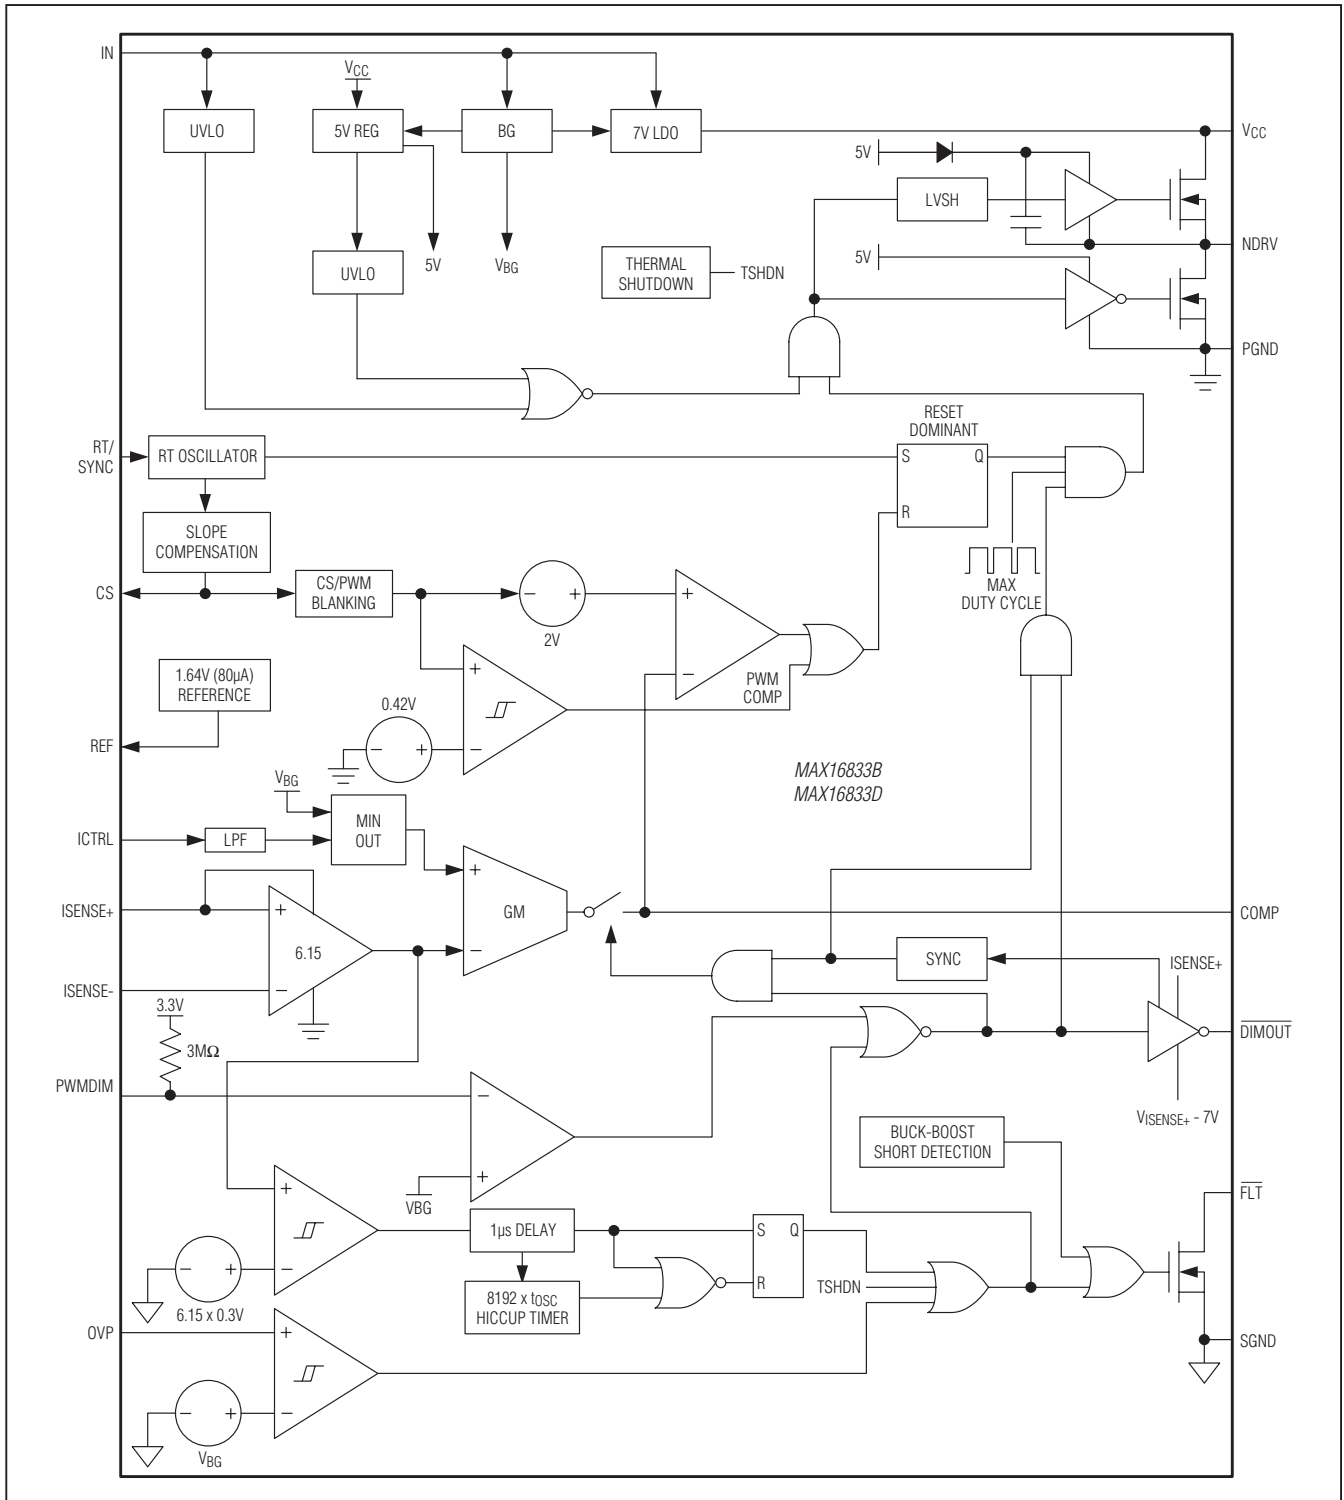 IN
VCC
UVLO
5V REG
BG
7V LDO
VCC
5V
LVSH
NDRV
5V
VBG
UVLO
THERMAL
SHUTDOWN
TSHDN
5V
PGND
RT/
SYNC
RT OSCILLATOR
RESET
DOMINANT
S
Q
R
SLOPE
COMPENSATION
CS
CS/PWM
BLANKING
-
+
2V
+
-
MAX
DUTY CYCLE
1.64V (80µA)
REFERENCE
0.42V
+
-
-
+
PWM
COMP
REF
MAX16833B
MAX16833D
VBG
MIN
OUT
ICTRL
LPF
+
-
GM
ISENSE+
+
6.15
-
COMP
SYNC
ISENSE+
ISENSE-
3.3V
3MΩ
DIMOUT
PWMDIM
-
+
VBG
VISENSE+ - 7V
BUCK-BOOST
SHORT DETECTION
FLT
+
-
1µs DELAY
S
Q
R
-
+
6.15 x 0.3V
8192 x tOSC
HICCUP TIMER
TSHDN
OVP
+
-
SGND
-
+
VBG